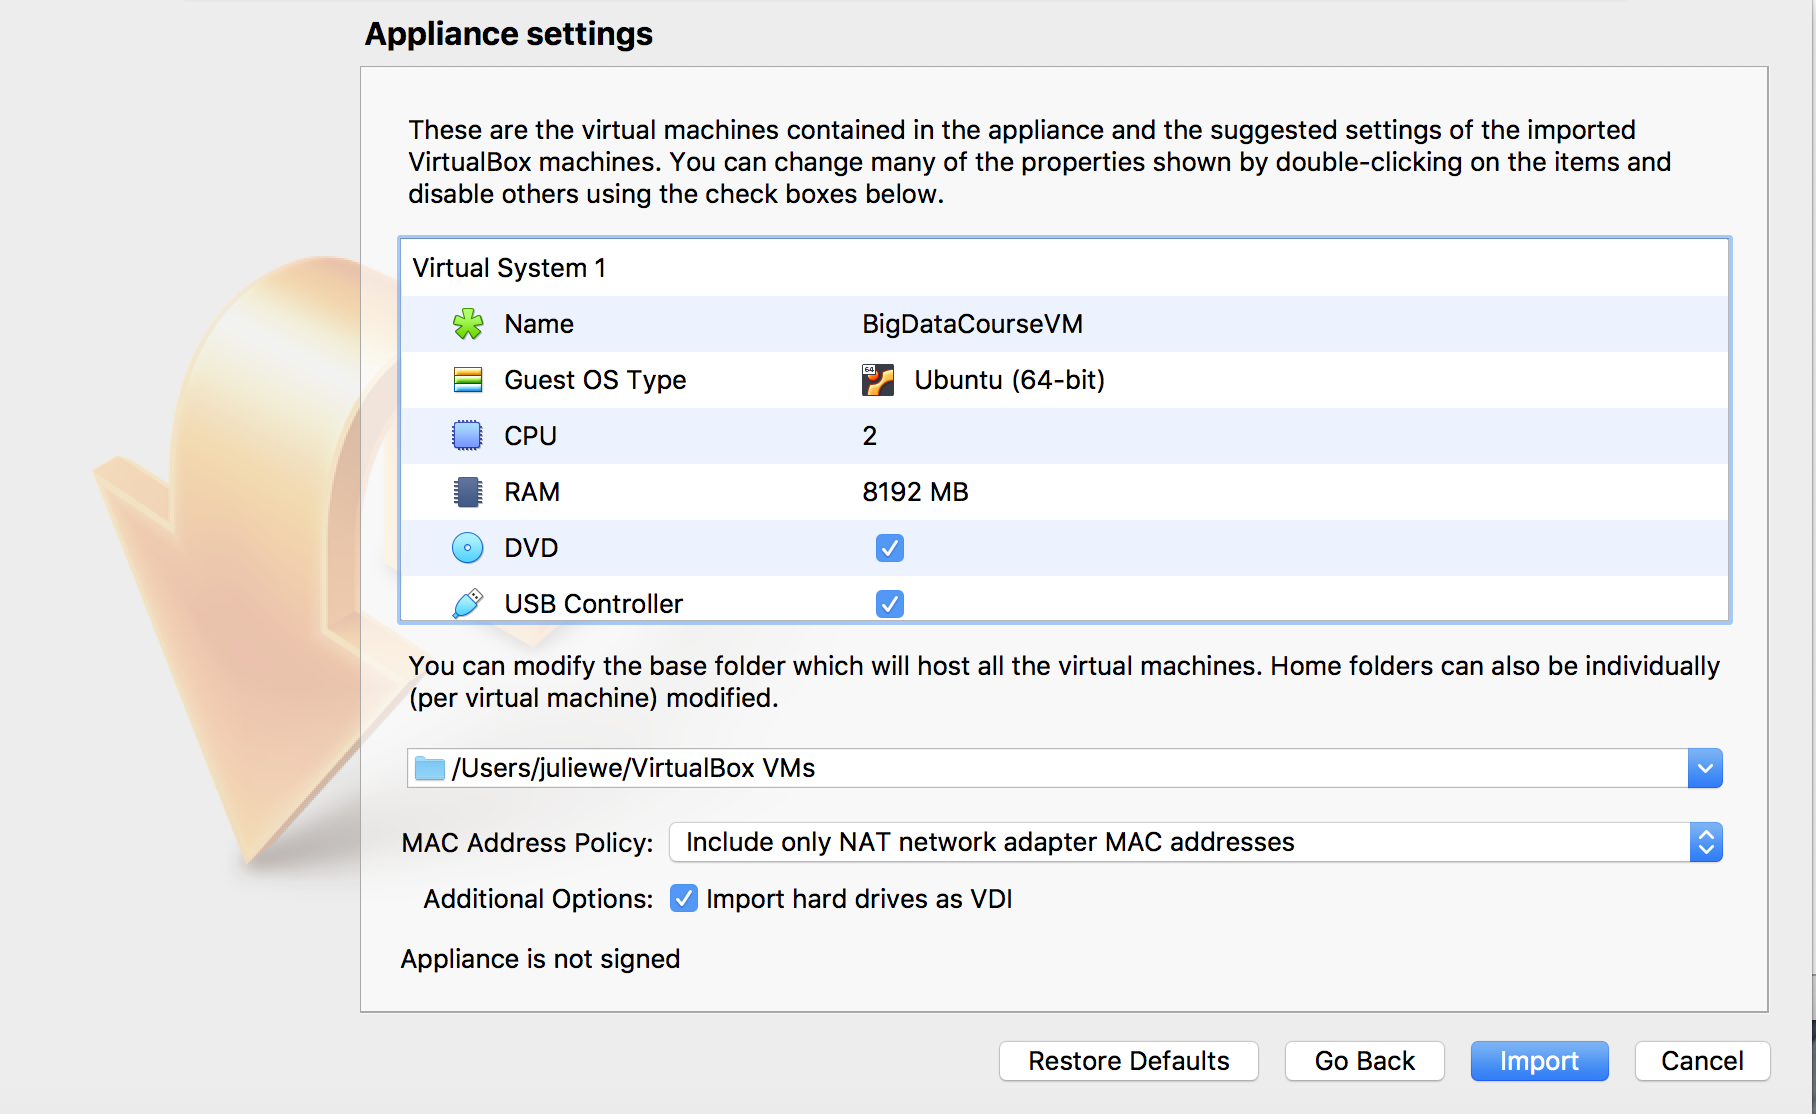 Appliance settings
These are the virtual machines contained in the appliance and the suggested settings of the imported
VirtualBox machines. You can change many of the properties shown by double-clicking on the items and
disable others using the check boxes below.
Virtual System 1
Name BigDataCourseVM
Guest OS Type 64 Ubuntu (64-bit)
CPU 2
RAM 8192 MB
DVD
USB Controller
You can modify the base folder which will host all the virtual machines. Home folders can also be individually
(per virtual machine) modified.
/Users/juliewe/VirtualBox VMs
MAC Address Policy: Include only NAT network adapter MAC addresses
Additional Options: Import hard drives as VDI
Appliance is not signed
Restore Defaults Go Back Import Cancel